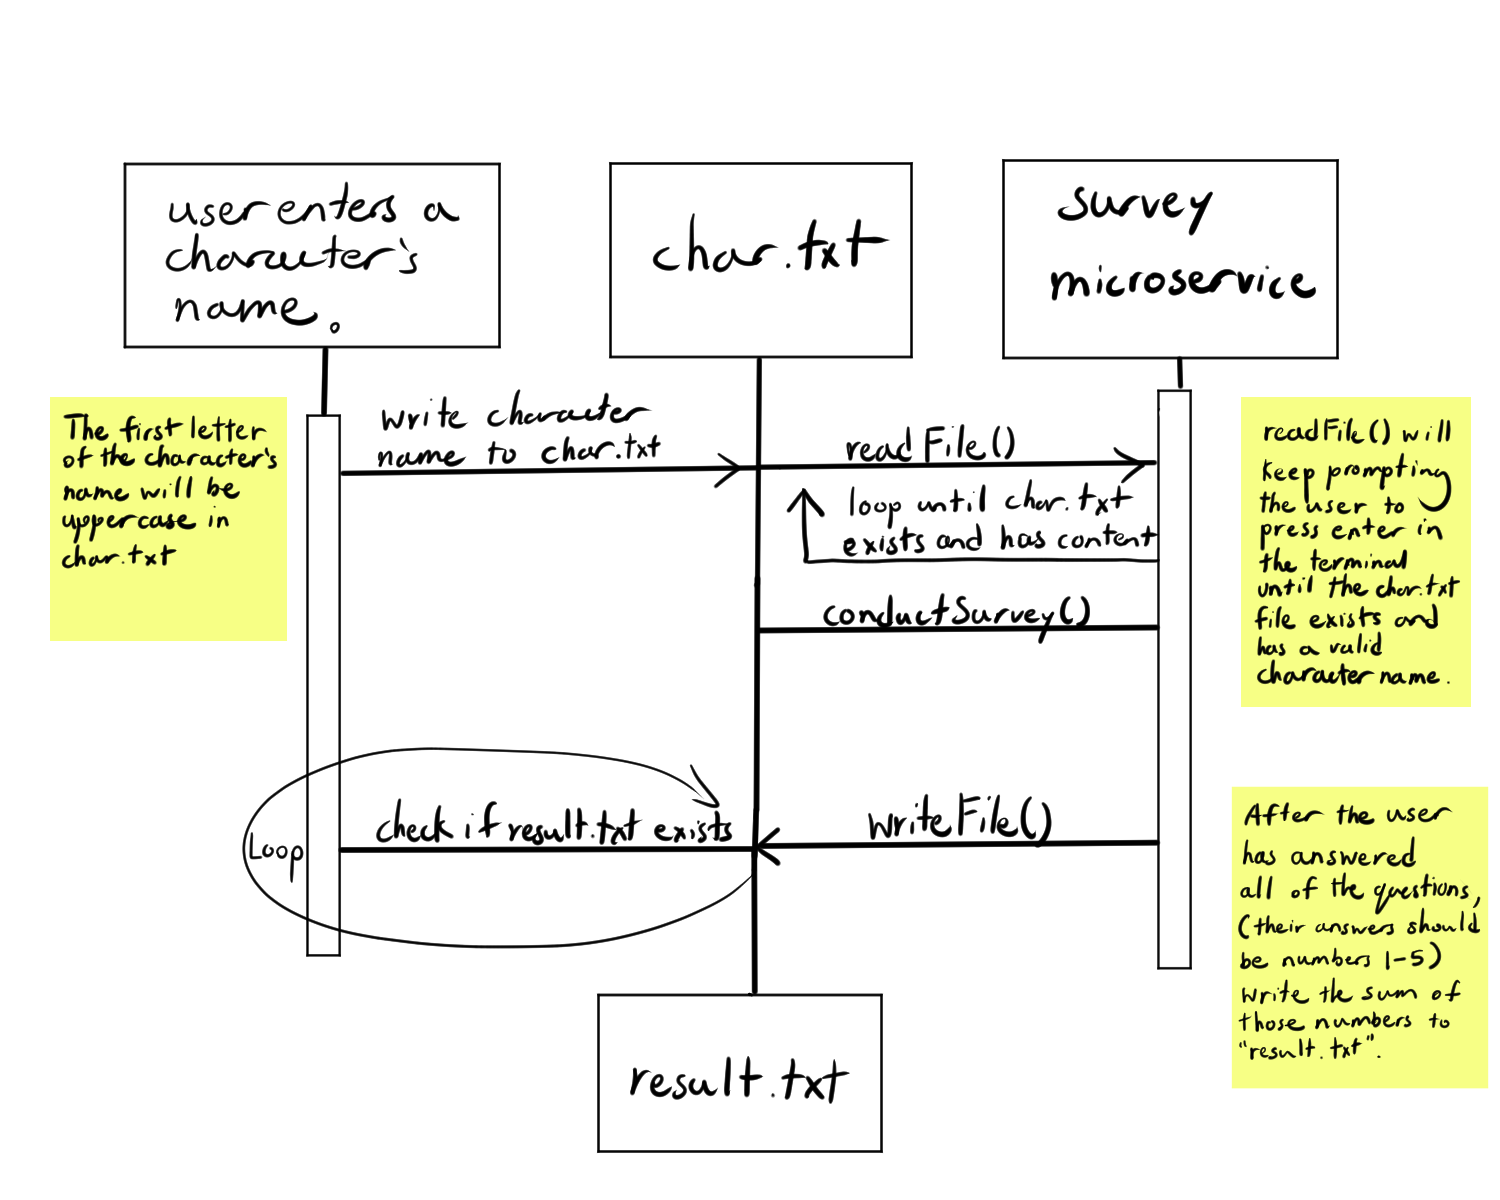 user enters a
character's
name.
char.txt
survey
microservice
The first letter
of the character's
name will be
uppercase in
char.txt
write character
name to char.txt
readFile()
loop until char.txt
exists and has content
conductSurvey()
readFile() will
keep prompting
the user to
press enter in
the terminal
until the char.txt
file exists and
has a valid
character name.
Loop
check if result.txt exists
writeFile()
After the user
has answered
all of the questions,
(their answers should
be numbers 1-5)
write the sum of
those numbers to
"result.txt".
result.txt